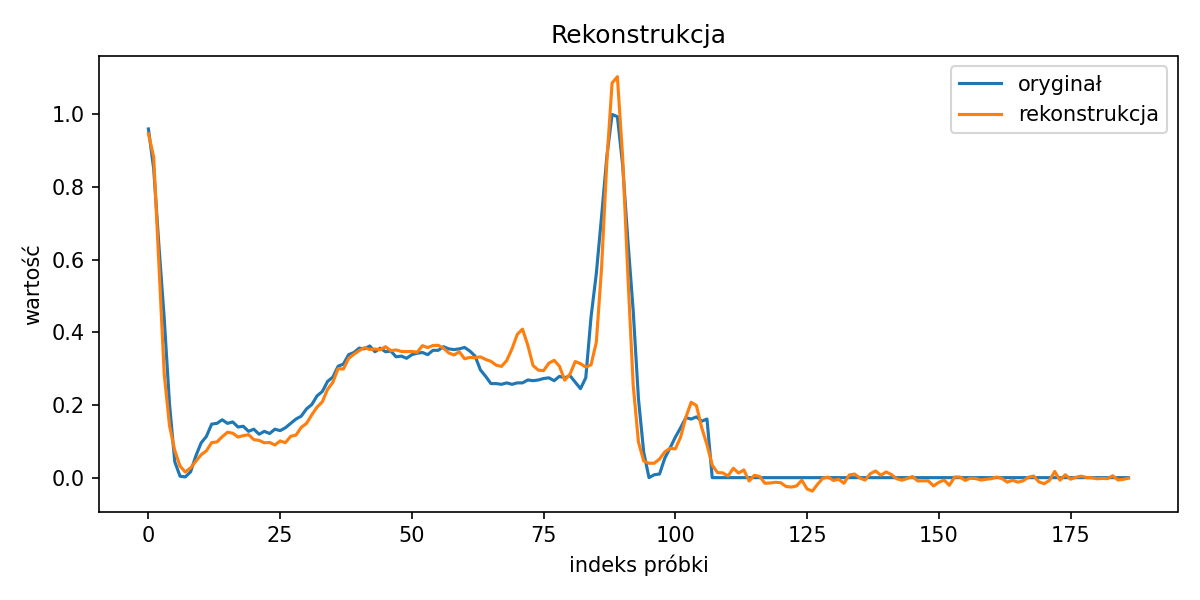 Rekonstrukcja
oryginał
rekonstrukcja
wartość
1.0
0.8
0.6
0.4
0.2
0.0
0 25 50 75 100 125 150 175
indeks próbki